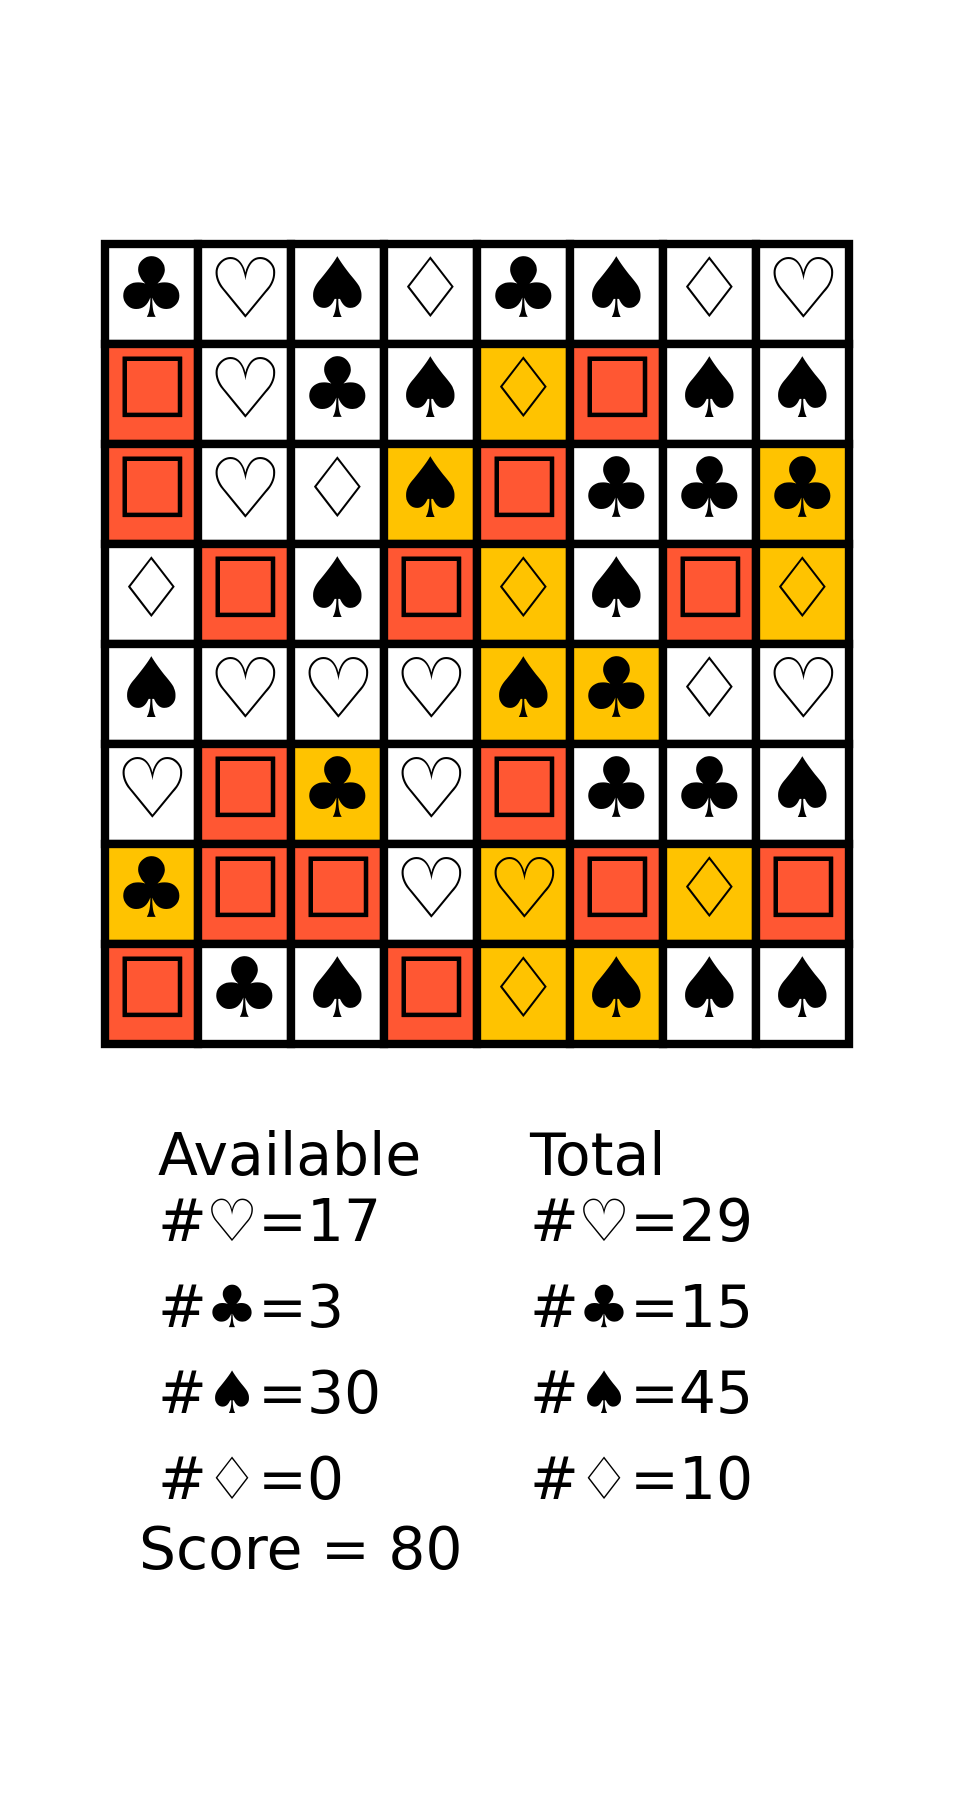 ♣ ♡ ♠ ♢ ♣ ♠ ♢ ♡
□ ♡ ♣ ♠ ♢ □ ♠ ♠
□ ♡ ♢ ♠ □ ♣ ♣ ♣
♢ □ ♠ □ ♢ ♠ □ ♢
♠ ♡ ♡ ♡ ♠ ♣ ♢ ♡
♡ □ ♣ ♡ □ ♣ ♣ ♠
♣ □ □ ♡ ♡ □ ♢ □
□ ♣ ♠ □ ♢ ♠ ♠ ♠
Available Total
#♡=17 #♡=29
#♣=3 #♣=15
#♠=30 #♠=45
#♢=0 #♢=10
Score = 80